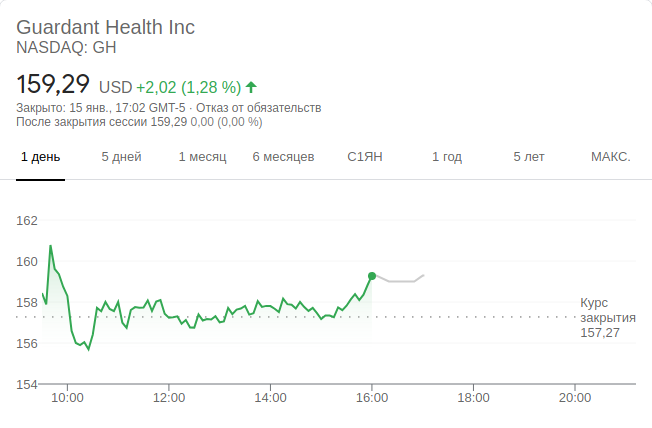 Guardant Health Inc
NASDAQ: GH
159,29 USD +2,02 (1,28 %)
Закрыто: 15 янв., 17:02 GMT-5 · Отказ от обязательств
После закрытия сессии 159,29 0,00 (0,00 %)
1 день 5 дней 1 месяц 6 месяцев С1ЯН 1 год 5 лет МАКС.
162
160
158
156
154
Курс
закрытия
157,27
10:00 12:00 14:00 16:00 18:00 20:00